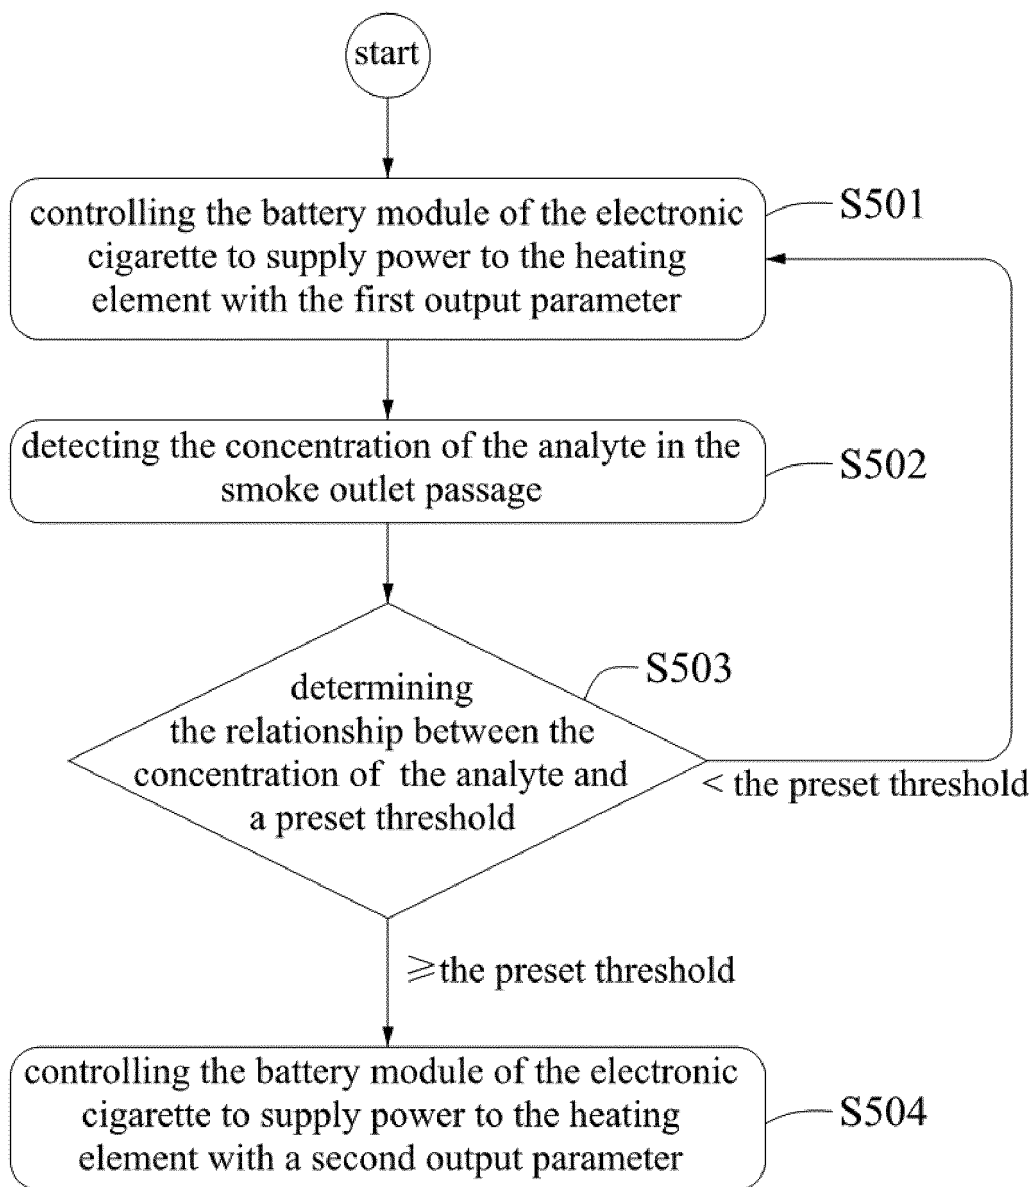 start
controlling the battery module of the electronic
cigarette to supply power to the heating
element with the first output parameter
S501
detecting the concentration of the analyte in the
smoke outlet passage
S502
determining
the relationship between the
concentration of the analyte and
a preset threshold
S503
< the preset threshold
≥the preset threshold
controlling the battery module of the electronic
cigarette to supply power to the heating
element with a second output parameter
S504